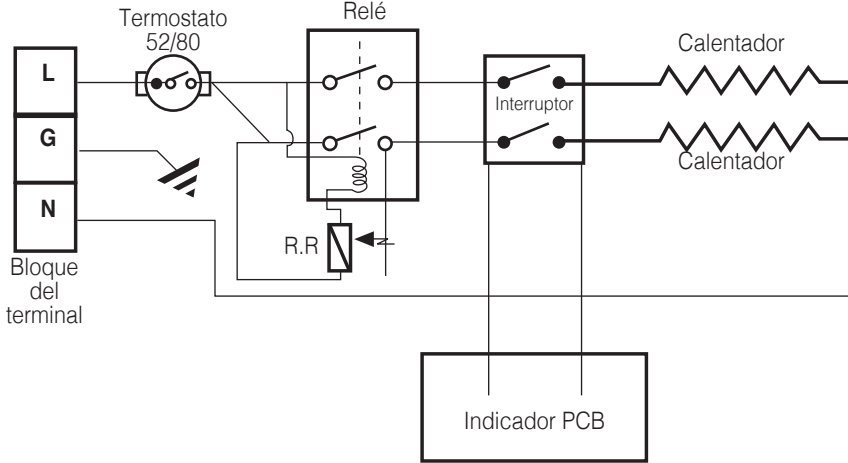 Termostato
52/80
Relé
L
G
N
Bloque
del
terminal
R.R
Interruptor
Calentador
Calentador
Indicador PCB